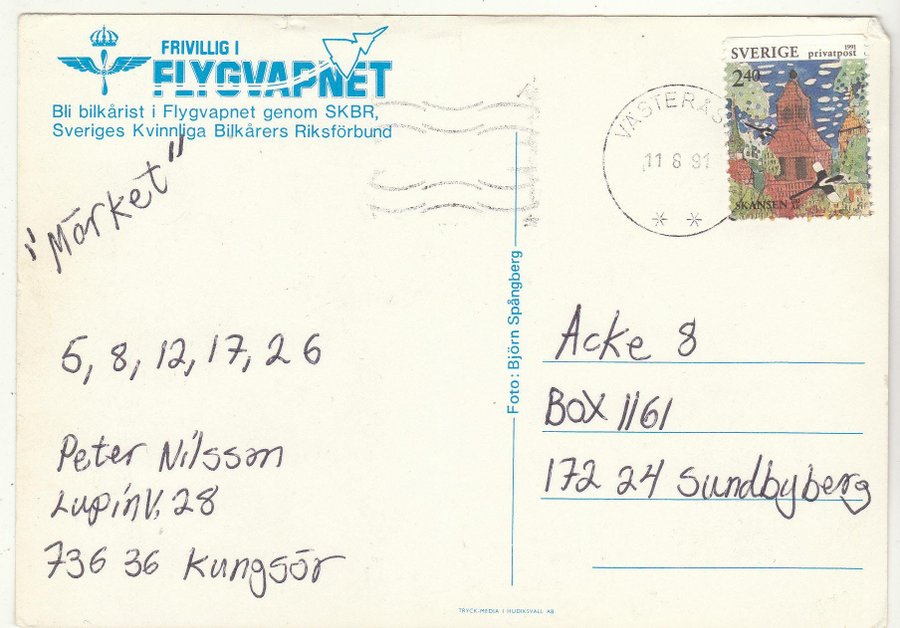 FRIVILLIG I
FLYGVAPNET
Bli bilkårist i Flygvapnet genom SKBR,
Sveriges Kvinnliga Bilkårers Riksförbund
"Märket"
5, 8, 12, 17, 26
Peter Nilsson
LupinV. 28
736 36 Kungsör
Foto: Björn Spångberg
TRYCK-MEDIA I HUDIKSVALL AB
SVERIGE 1991
privatpost
240
SKANSEN
VÄSTERÅS
11 8 91
Acke 8
BOX 1161
172 24 Sundbyberg